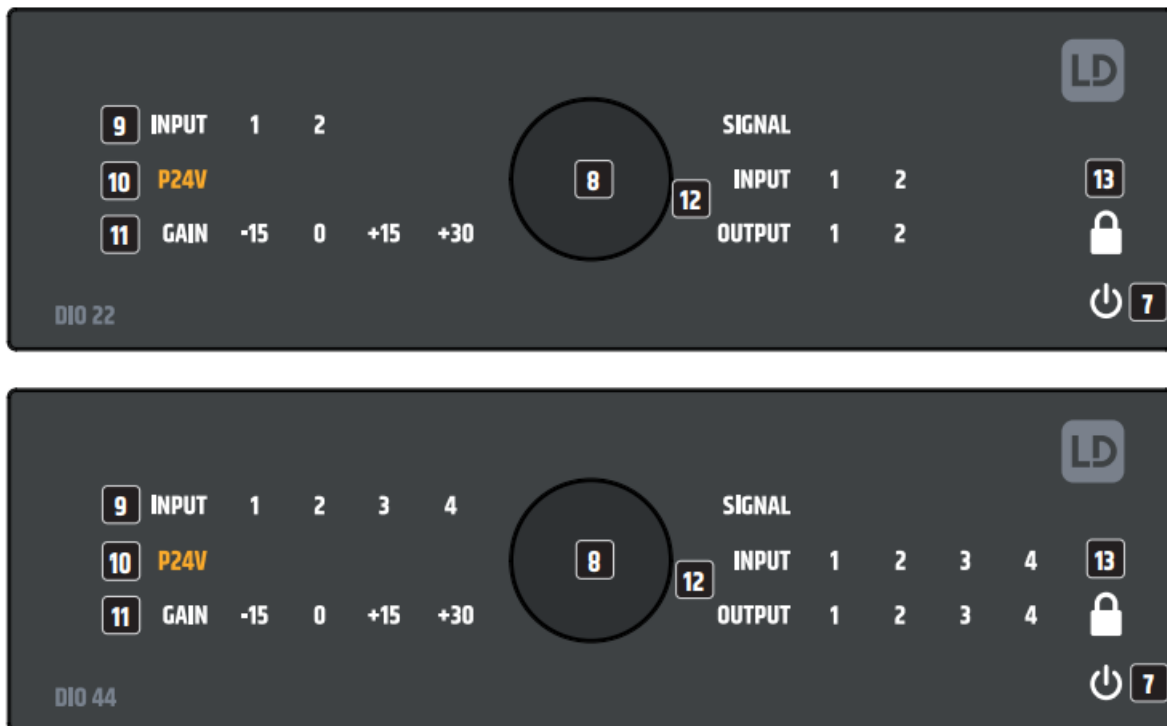 LD
9 INPUT 1 2 SIGNAL
10 P24V 8 12 INPUT 1 2 13
11 GAIN -15 0 +15 +30 OUTPUT 1 2
DIO 22 7
LD
9 INPUT 1 2 3 4 SIGNAL
10 P24V 8 12 INPUT 1 2 3 4 13
11 GAIN -15 0 +15 +30 OUTPUT 1 2 3 4
DIO 44 7